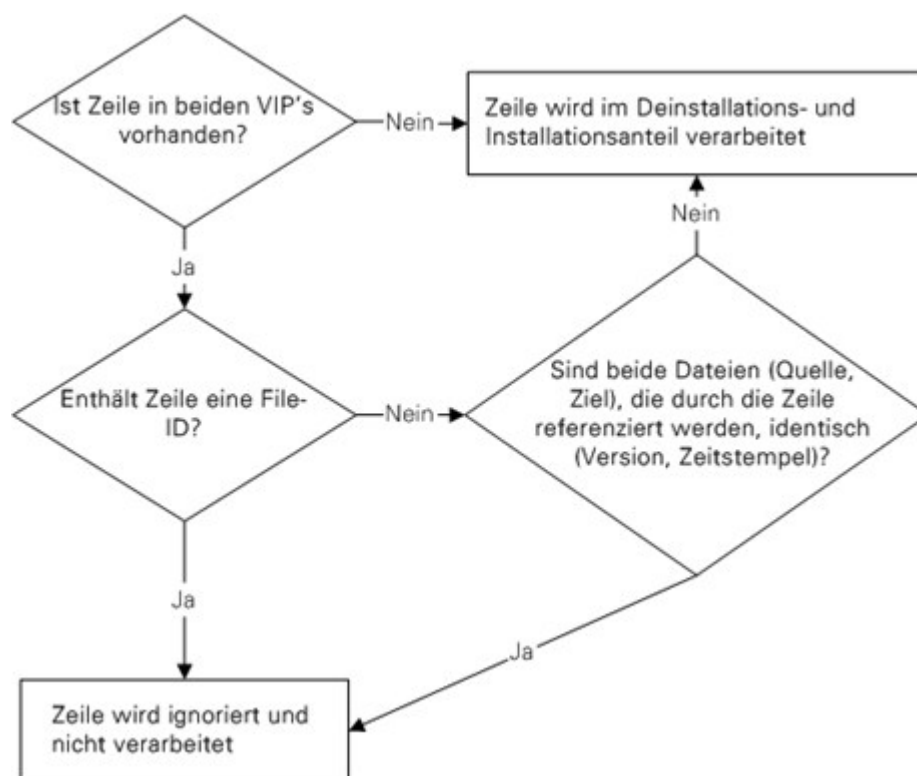 Ist Zeile in beiden VIP's
vorhanden?
Nein
Zeile wird im Deinstallations- und
Installationsanteil verarbeitet
Ja
Nein
Enthält Zeile eine File-
ID?
Nein
Sind beide Dateien (Quelle,
Ziel), die durch die Zeile
referenziert werden, identisch
(Version, Zeitstempel)?
Ja
Ja
Zeile wird ignoriert und
nicht verarbeitet